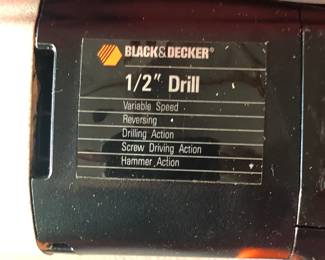 BLACK&DECKER®
1/2" Drill
Variable Speed
Reversing
Drilling Action
Screw Driving Action
Hammer Action